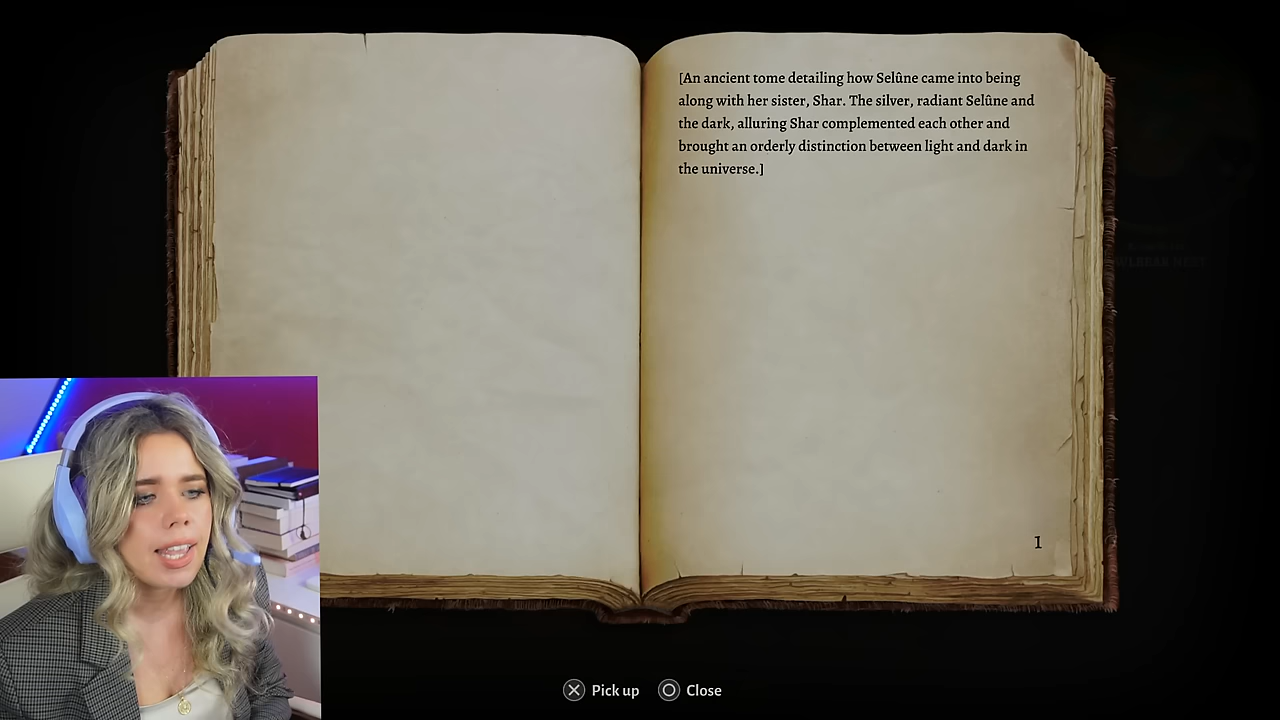 [An ancient tome detailing how Selûne came into being
along with her sister, Shar. The silver, radiant Selûne and
the dark, alluring Shar complemented each other and
brought an orderly distinction between light and dark in
the universe.]
1
Pick up Close